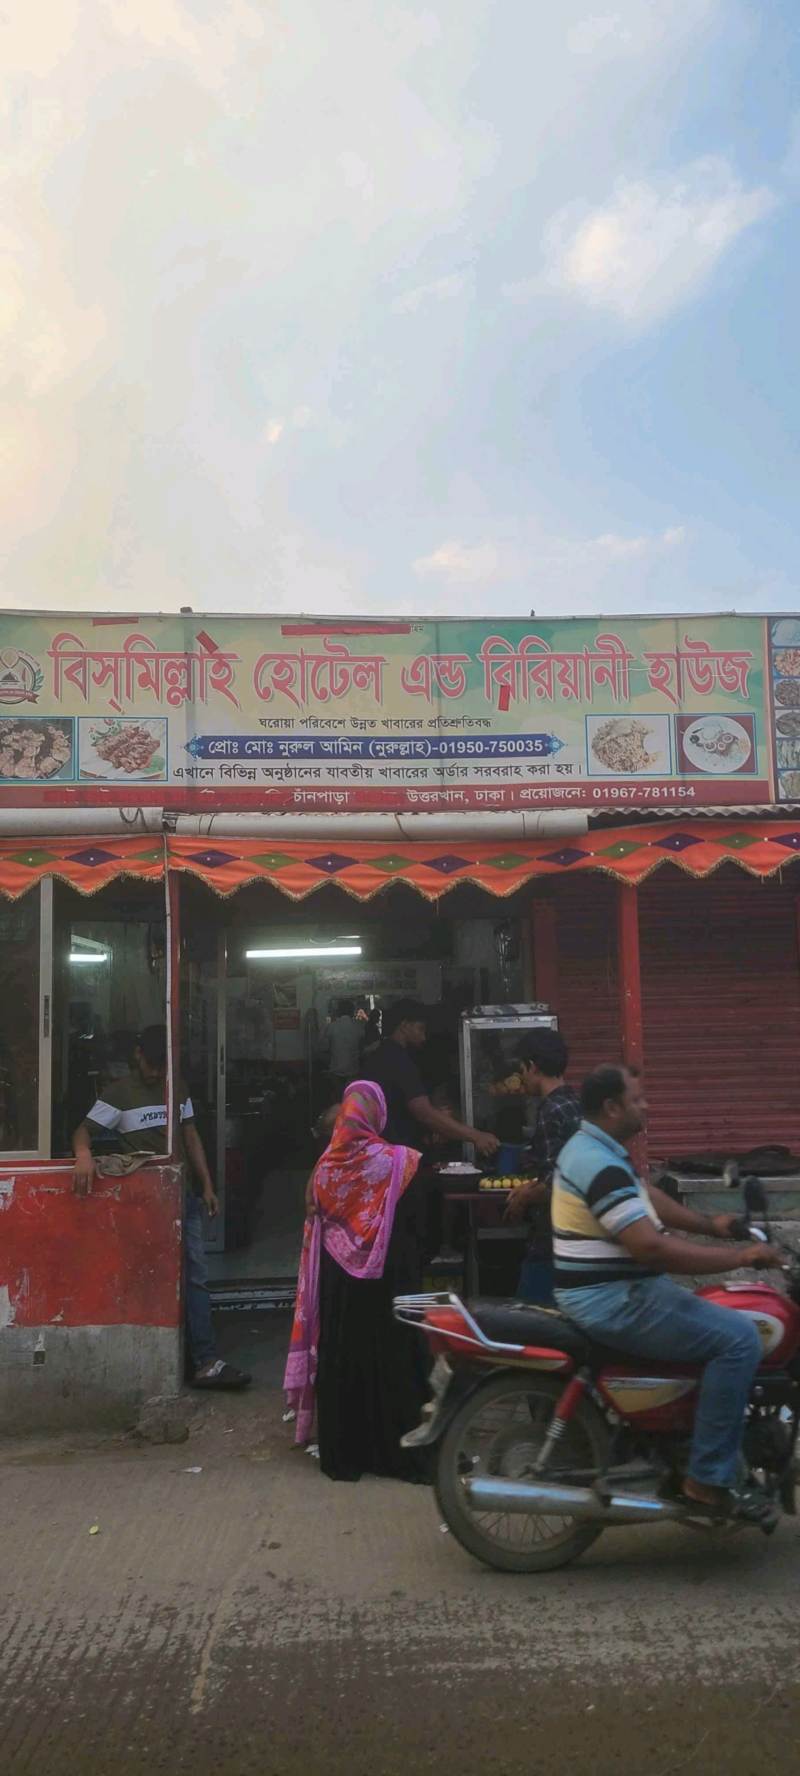 বিস্‌মিল্লাহ হোটেল এন্ড বিরিয়ানী হাউজ
ঘরোয়া পরিবেশে উন্নত খাবারের প্রতিশ্রুতিবদ্ধ
প্রোঃ মোঃ নুরুল আমিন (নুরুল্লাহ)-01950-750035
এখানে বিভিন্ন অনুষ্ঠানের যাবতীয় খাবারের অর্ডার সরবরাহ করা হয়।
চাঁনপাড়া উত্তরখান, ঢাকা। প্রয়োজনে: 01967-781154